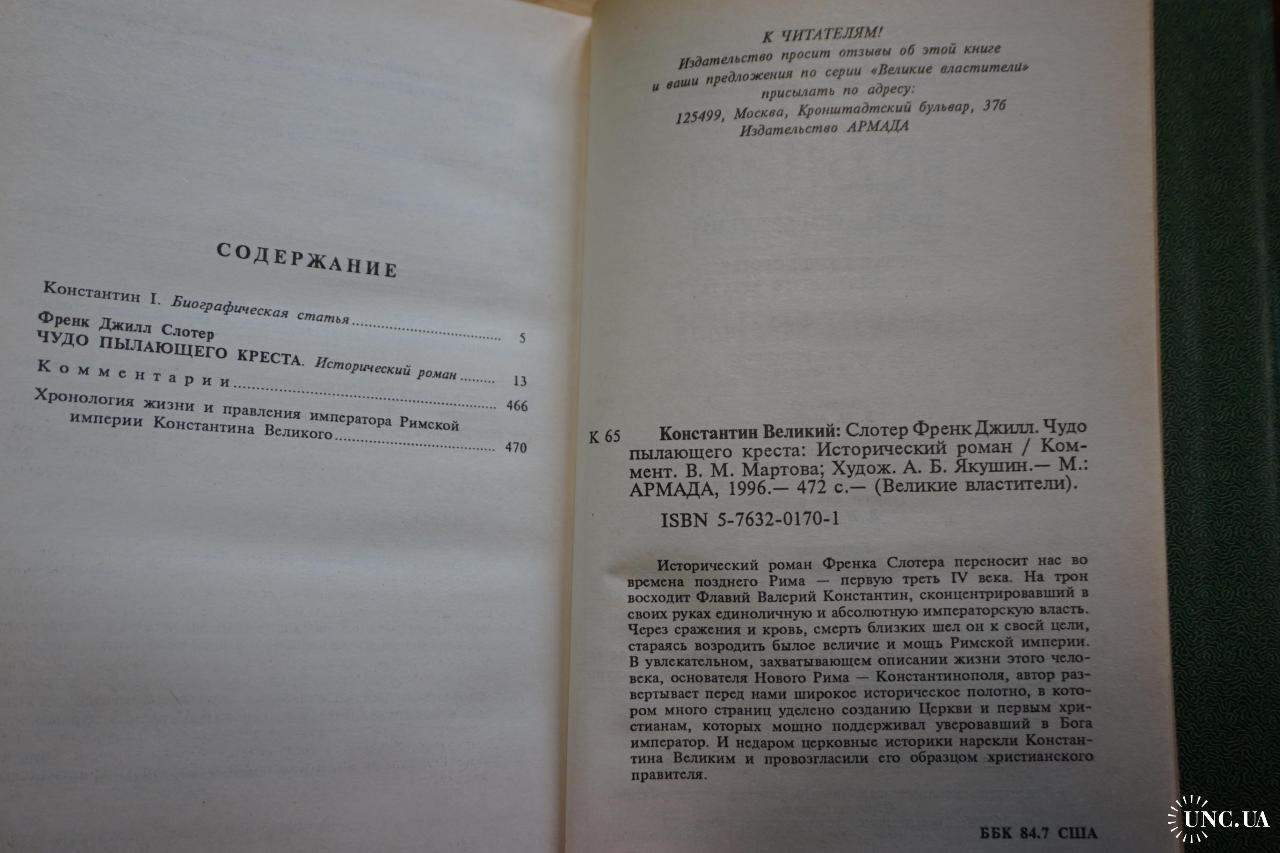 СОДЕРЖАНИЕ
Константин I. Биографическая статья........................ 5
Френк Джилл Слотер
ЧУДО ПЫЛАЮЩЕГО КРЕСТА. Исторический роман......... 13
Комментарии................................................ 466
Хронология жизни и правления императора Римской
империи Константина Великого........................... 470
К ЧИТАТЕЛЯМ!
Издательство просит отзывы об этой книге
и ваши предложения по серии «Великие властители»
присылать по адресу:
125499, Москва, Кронштадтский бульвар, 37б
Издательство АРМАДА
К 65 Константин Великий: Слотер Френк Джилл. Чудо
пылающего креста: Исторический роман / Ком-
мент. В. М. Мартова; Худож. А. Б. Якушин.— М.:
АРМАДА, 1996.— 472 с.— (Великие властители).
ISBN 5-7632-0170-1
Исторический роман Френка Слотера переносит нас во
времена позднего Рима — первую треть IV века. На трон
восходит Флавий Валерий Константин, сконцентрировавший в
своих руках единоличную и абсолютную императорскую власть.
Через сражения и кровь, смерть близких шел он к своей цели,
стараясь возродить былое величие и мощь Римской империи.
В увлекательном, захватывающем описании жизни этого чело-
века, основателя Нового Рима — Константинополя, автор раз-
вертывает перед нами широкое историческое полотно, в кото-
ром много страниц уделено созданию Церкви и первым хри-
стианам, которых мощно поддерживал уверовавший в Бога
император. И недаром церковные историки нарекли Констан-
тина Великим и провозгласили его образцом христианского
правителя.
ББК 84.7 США
UNC.UA